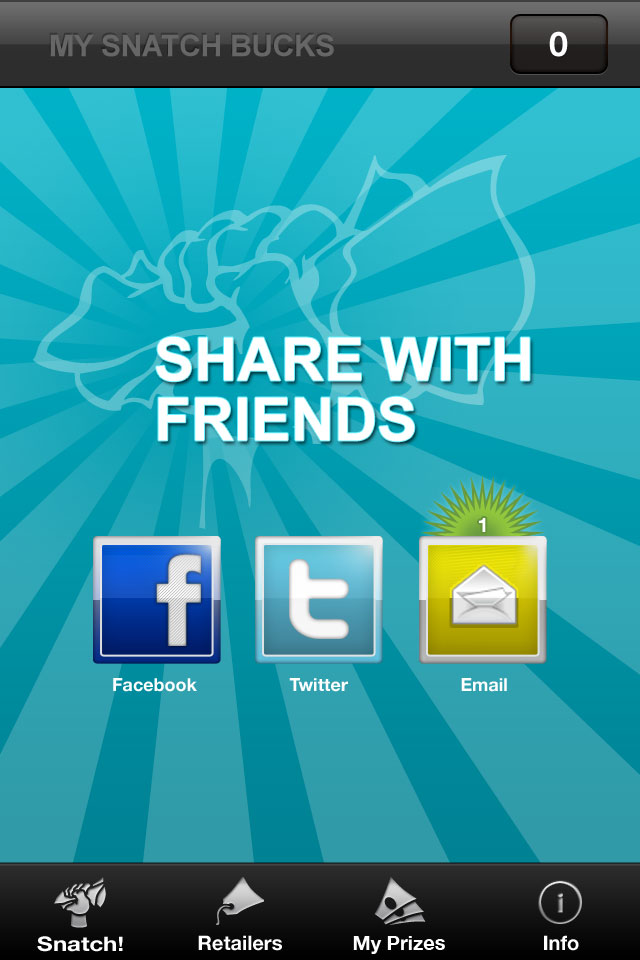 MY SNATCH BUCKS 0
SHARE WITH
FRIENDS
1
Facebook Twitter Email
Snatch! Retailers My Prizes Info